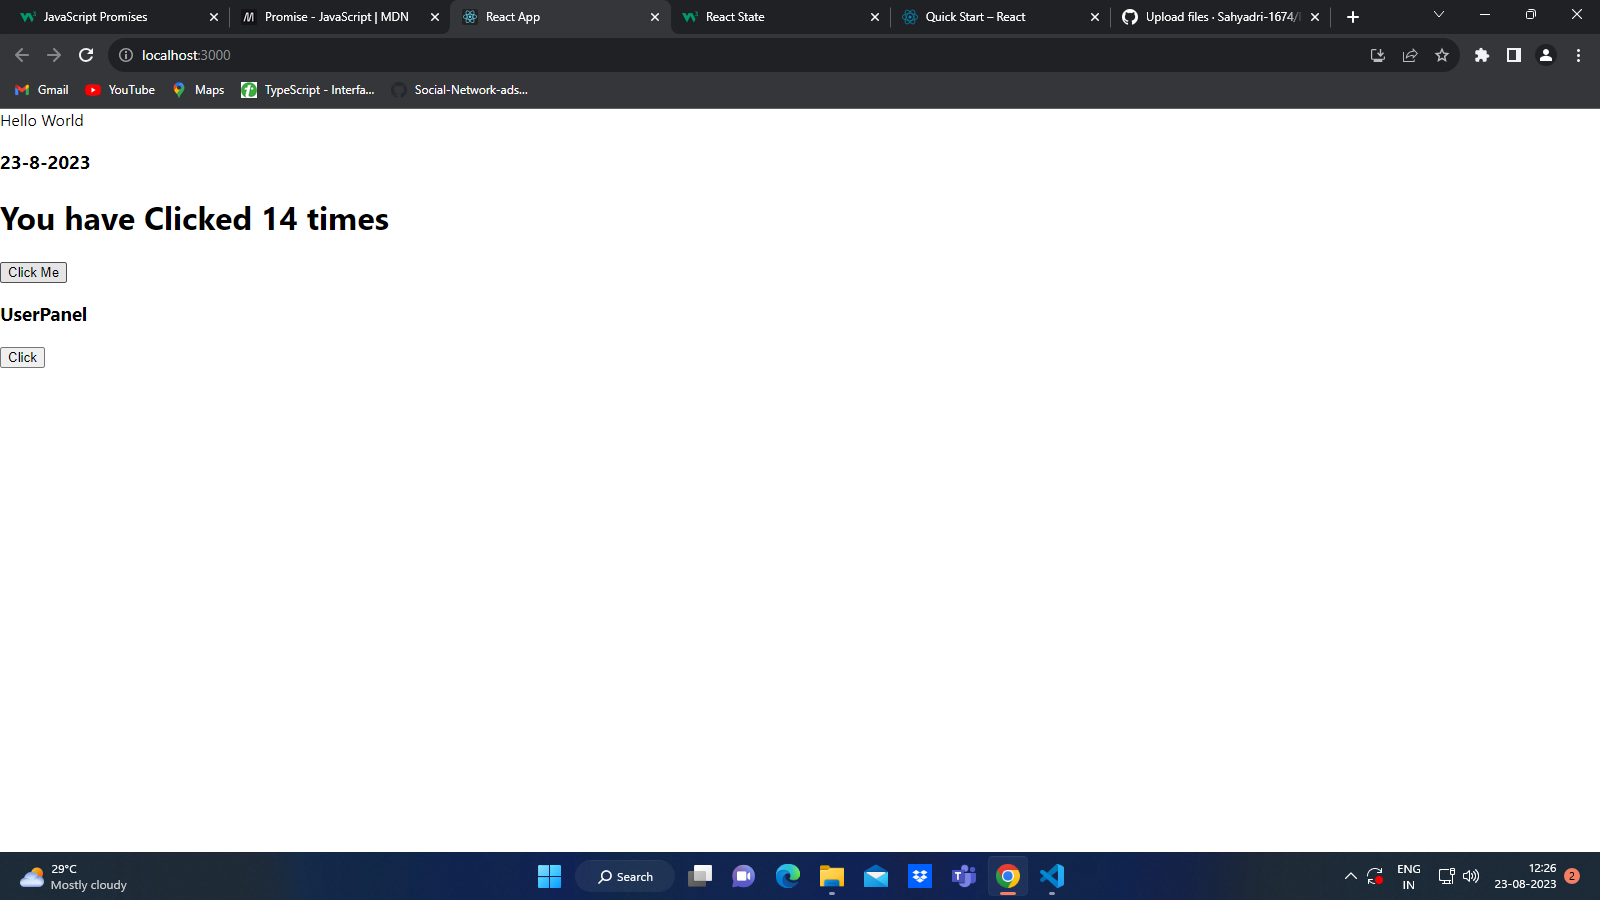 JavaScript Promises
Promise - JavaScript | MDN
React App
React State
Quick Start – React
Upload files · Sahyadri-1674/
localhost:3000
Gmail
YouTube
Maps
TypeScript - Interfa...
Social-Network-ads...
Hello World
23-8-2023
You have Clicked 14 times
Click Me
UserPanel
Click
29°C
Mostly cloudy
Search
ENG
IN
12:26
23-08-2023
2